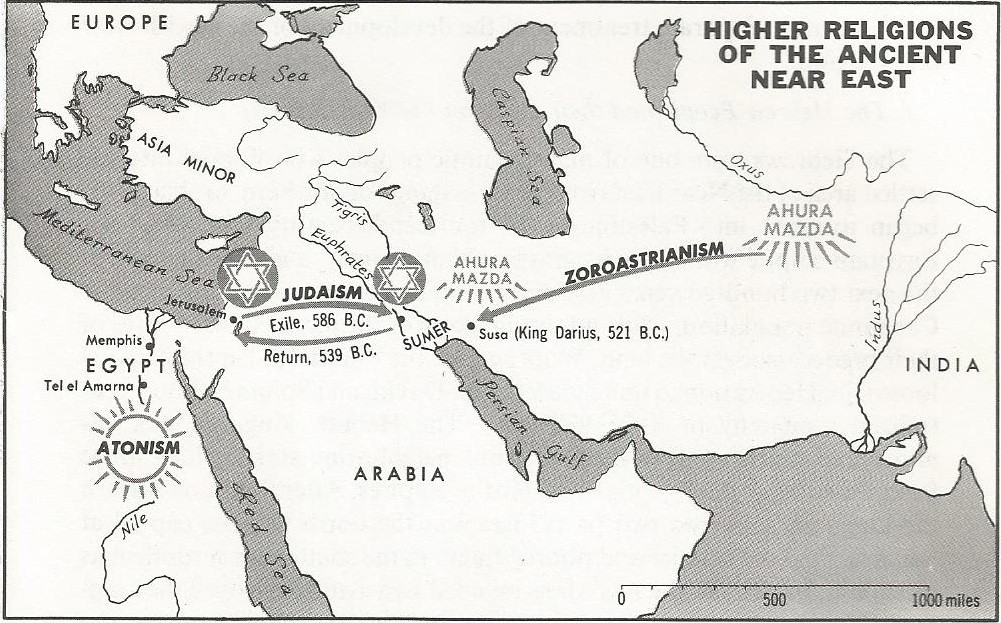 HIGHER RELIGIONS
OF THE ANCIENT
NEAR EAST
EUROPE
Black Sea
Caspian Sea
Oxus
ASIA MINOR
Tigris
Euphrates
Mediterranean Sea
AHURA
MAZDA
AHURA
MAZDA
ZOROASTRIANISM
JUDAISM
Jerusalem
Exile, 586 B.C.
Return, 539 B.C.
SUMER
Susa (King Darius, 521 B.C.)
Memphis
EGYPT
Tel el Amarna
ATONISM
Nile
Red Sea
ARABIA
Persian Gulf
Indus
INDIA
0 500 1000 miles